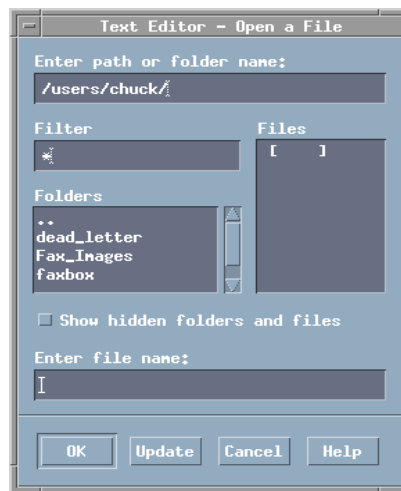 Text Editor - Open a File
Enter path or folder name:
/users/chuck/
Filter
Files
*
[ ]
Folders
..
dead_letter
Fax_Images
faxbox
Show hidden folders and files
Enter file name:
OK
Update
Cancel
Help